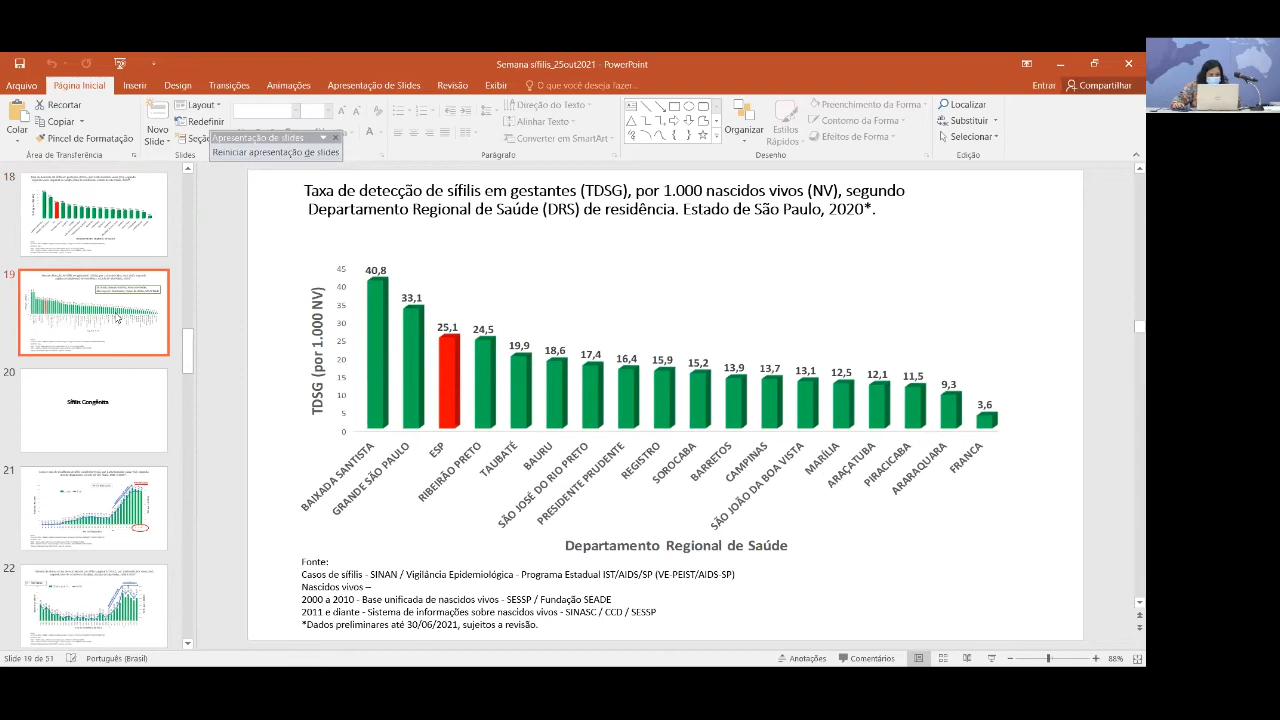 Semana sífilis_25out2021 - PowerPoint
Arquivo
Página Inicial
Inserir
Design
Transições
Animações
Apresentação de Slides
Revisão
Exibir
O que você deseja fazer...
Entrar
Compartilhar
Colar
Recortar
Copiar
Pincel de Formatação
Área de Transferência
Novo
Slide
Layout
Redefinir
Slides
Apresentação de slides
Reiniciar apresentação de slides
Parágrafo
Direção do Texto
Alinhar Texto
Converter em SmartArt
Organizar
Estilos
Rápidos
Preenchimento da Forma
Contorno da Forma
Efeitos de Forma
Desenho
Localizar
Substituir
Selecionar
Edição
18
19
20
Sífilis Congênita
21
22
Taxa de detecção de sífilis em gestantes (TDSG), por 1.000 nascidos vivos (NV), segundo
Departamento Regional de Saúde (DRS) de residência. Estado de São Paulo, 2020*.
TDSG (por 1.000 NV)
45
40
35
30
25
20
15
10
5
0
40,8
33,1
25,1
24,5
19,9
18,6
17,4
16,4
15,9
15,2
13,9
13,7
13,1
12,5
12,1
11,5
9,3
3,6
BAIXADA SANTISTA
GRANDE SÃO PAULO
ESP
RIBEIRÃO PRETO
TAUBATÉ
BAURU
SÃO JOSÉ DO RIO PRETO
PRESIDENTE PRUDENTE
REGISTRO
SOROCABA
BARRETOS
CAMPINAS
SÃO JOÃO DA BOA VISTA
MARÍLIA
ARAÇATUBA
PIRACICABA
ARARAQUARA
FRANCA
Departamento Regional de Saúde
Fonte:
Casos de sífilis - SINAN / Vigilância Epidemiológica - Programa Estadual IST/AIDS/SP (VE-PEIST/AIDS-SP)
Nascidos vivos –
2000 a 2010 - Base unificada de nascidos vivos - SESSP / Fundação SEADE
2011 e diante - Sistema de informações sobre nascidos vivos - SINASC / CCD / SESSP
*Dados preliminares até 30/06/2021, sujeitos a revisão.
Slide 19 de 51
Português (Brasil)
Anotações
Comentários
88%